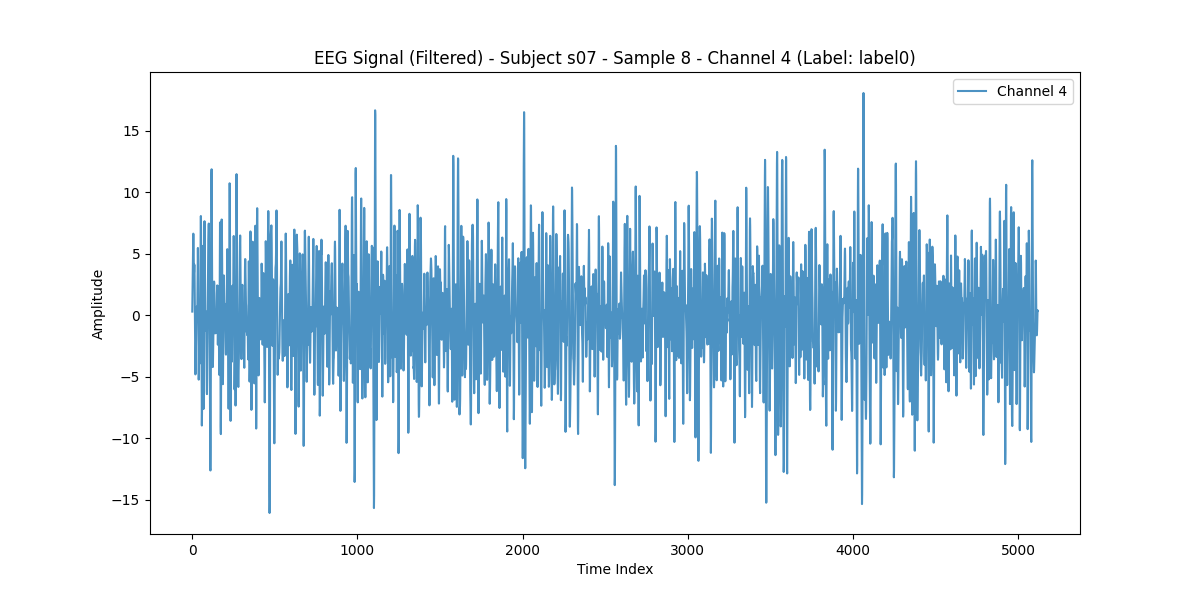 EEG Signal (Filtered) - Subject s07 - Sample 8 - Channel 4 (Label: label0)
Channel 4
15
10
5
0
−5
−10
−15
Amplitude
0 1000 2000 3000 4000 5000
Time Index